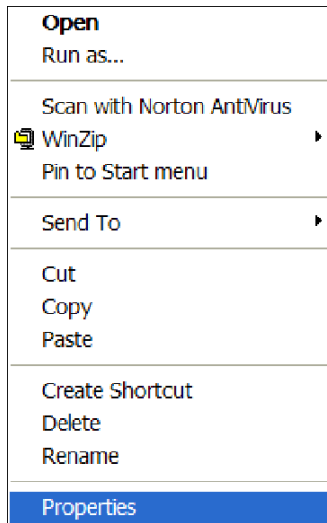 Open
Run as...
Scan with Norton AntiVirus
WinZip
Pin to Start menu
Send To
Cut
Copy
Paste
Create Shortcut
Delete
Rename
Properties